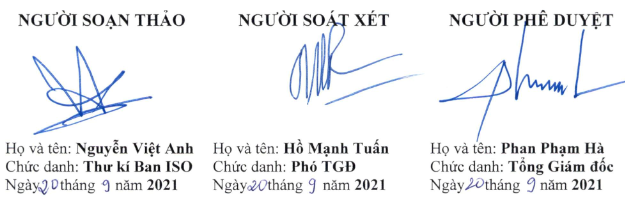 NGƯỜI SOẠN THẢO
Họ và tên: Nguyễn Việt Anh
Chức danh: Thư kí Ban ISO
Ngày 20 tháng 9 năm 2021
NGƯỜI SOÁT XÉT
Họ và tên: Hồ Mạnh Tuấn
Chức danh: Phó TGĐ
Ngày 20 tháng 9 năm 2021
NGƯỜI PHÊ DUYỆT
Họ và tên: Phan Phạm Hà
Chức danh: Tổng Giám đốc
Ngày 20 tháng 9 năm 2021